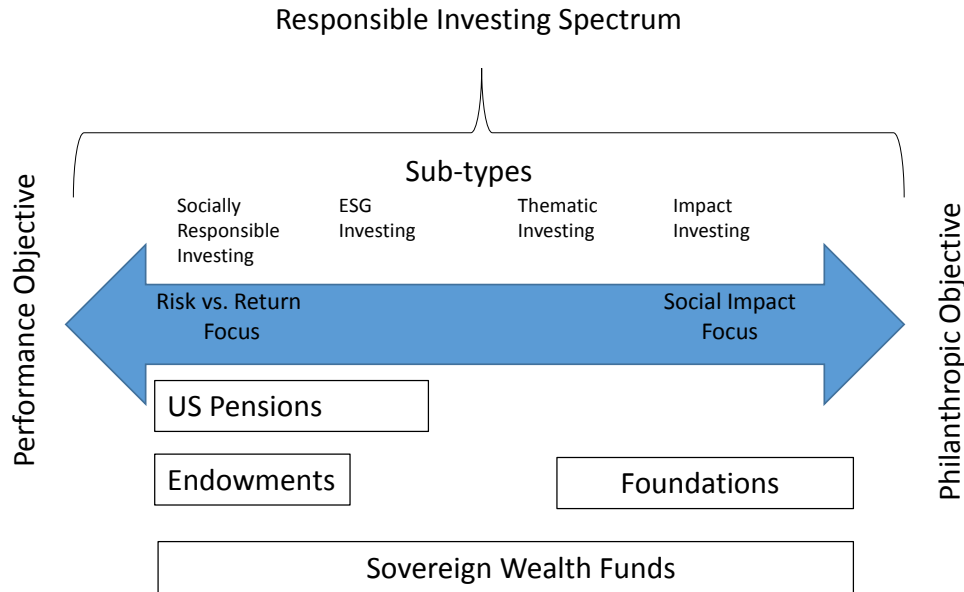 Responsible Investing Spectrum
Sub-types
Socially
Responsible
Investing
ESG
Investing
Thematic
Investing
Impact
Investing
Performance Objective
Risk vs. Return
Focus
Social Impact
Focus
Philanthropic Objective
US Pensions
Endowments
Foundations
Sovereign Wealth Funds